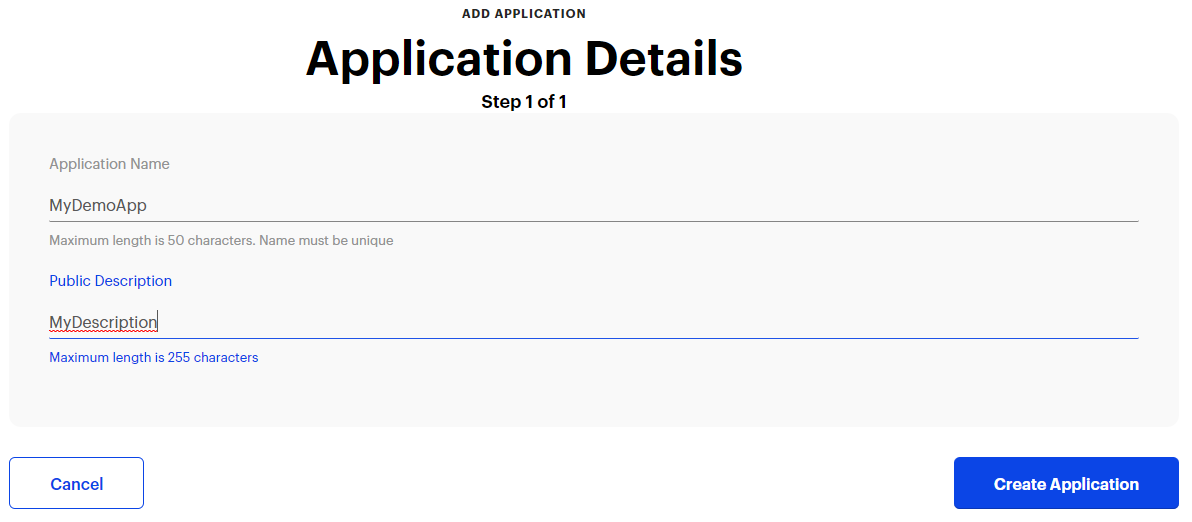 ADD APPLICATION
Application Details
Step 1 of 1
Application Name
MyDemoApp
Maximum length is 50 characters. Name must be unique
Public Description
MyDescription
Maximum length is 255 characters
Cancel
Create Application